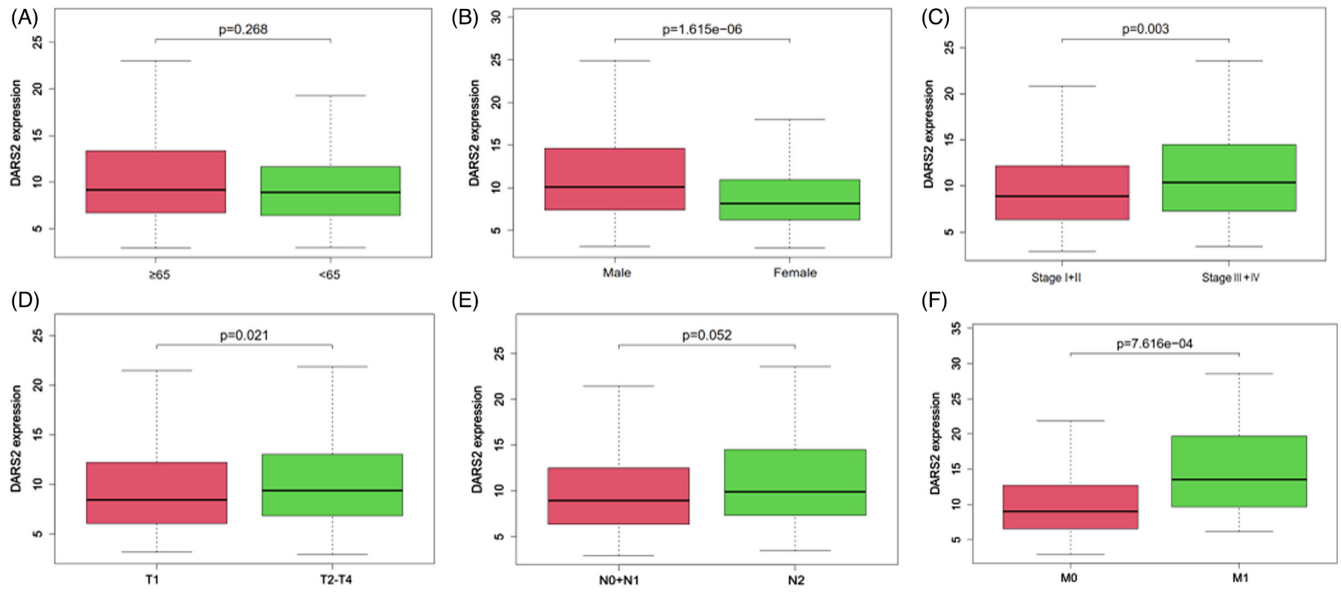 (A)
p=0.268
DARS2 expression
25
20
15
10
5
≥65
<65
(B)
p=1.615e−06
DARS2 expression
30
25
20
15
10
5
Male
Female
(C)
p=0.003
DARS2 expression
25
20
15
10
5
Stage I+II
Stage III+IV
(D)
p=0.021
DARS2 expression
25
20
15
10
5
T1
T2-T4
(E)
p=0.052
DARS2 expression
25
20
15
10
5
N0+N1
N2
(F)
p=7.616e−04
DARS2 expression
35
30
25
20
15
10
5
M0
M1